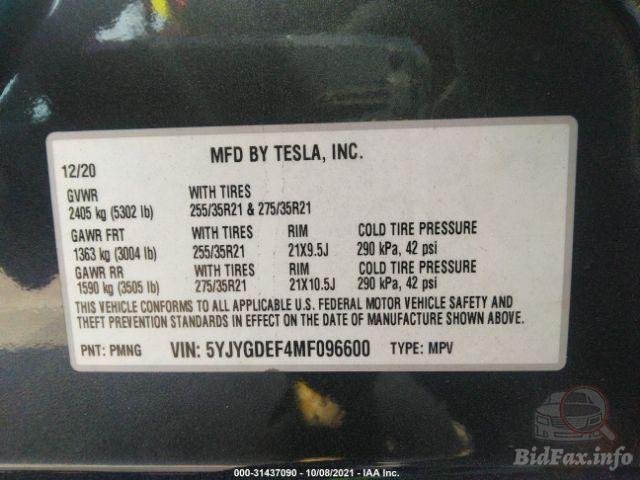 12/20 MFD BY TESLA, INC.
GVWR WITH TIRES
2405 kg (5302 lb) 255/35R21 & 275/35R21
GAWR FRT WITH TIRES RIM COLD TIRE PRESSURE
1363 kg (3004 lb) 255/35R21 21X9.5J 290 kPa, 42 psi
GAWR RR WITH TIRES RIM COLD TIRE PRESSURE
1590 kg (3505 lb) 275/35R21 21X10.5J 290 kPa, 42 psi
THIS VEHICLE CONFORMS TO ALL APPLICABLE U.S. FEDERAL MOTOR VEHICLE SAFETY AND
THEFT PREVENTION STANDARDS IN EFFECT ON THE DATE OF MANUFACTURE SHOWN ABOVE.
PNT: PMNG VIN: 5YJYGDEF4MF096600 TYPE: MPV
BidFax.info
000-31437090 - 10/08/2021 - IAA Inc.